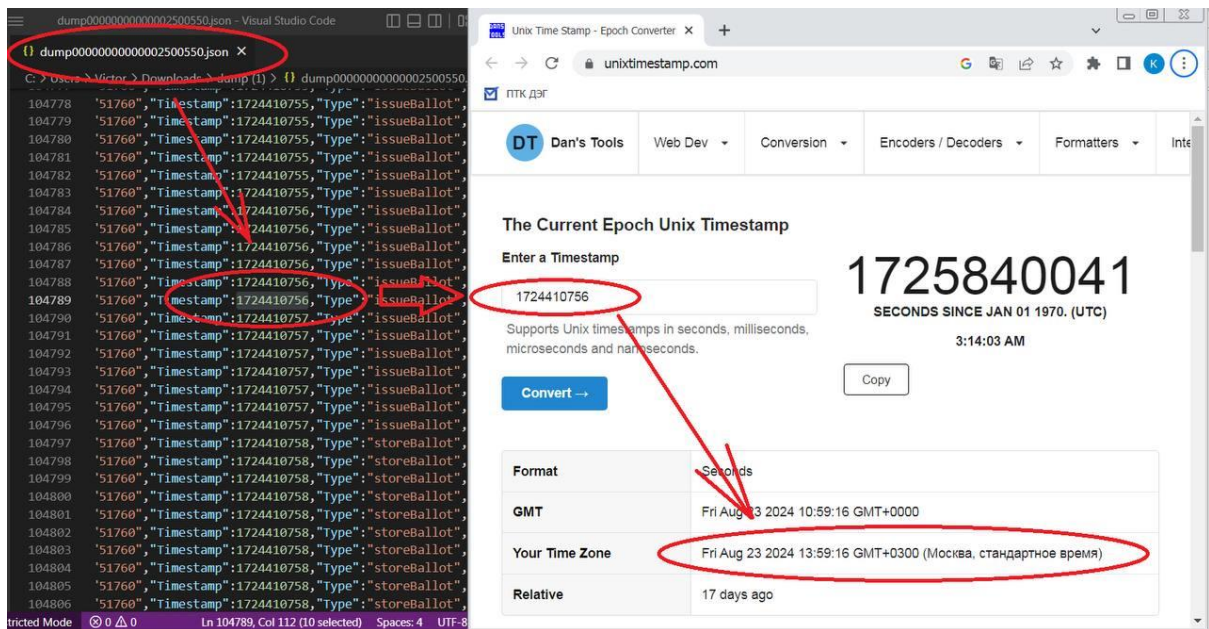 dump00000000000002500550.json - Visual Studio Code
{} dump00000000000002500550.json ×
C: > Users > Victor > Downloads > dump (1) > {} dump00000000000002500550.
104778 '51760","Timestamp":1724410755,"Type":"issueBallot",
104779 '51760","Timestamp":1724410755,"Type":"issueBallot",
104780 '51760","Timestamp":1724410755,"Type":"issueBallot",
104781 '51760","Timestamp":1724410755,"Type":"issueBallot",
104782 '51760","Timestamp":1724410755,"Type":"issueBallot",
104783 '51760","Timestamp":1724410755,"Type":"issueBallot",
104784 '51760","Timestamp":1724410756,"Type":"issueBallot",
104785 '51760","Timestamp":1724410756,"Type":"issueBallot",
104786 '51760","Timestamp":1724410756,"Type":"issueBallot",
104787 '51760","Timestamp":1724410756,"Type":"issueBallot",
104788 '51760","Timestamp":1724410756,"Type":"issueBallot",
104789 '51760","Timestamp":1724410756,"Type":"issueBallot",
104790 '51760","Timestamp":1724410757,"Type":"issueBallot",
104791 '51760","Timestamp":1724410757,"Type":"issueBallot",
104792 '51760","Timestamp":1724410757,"Type":"issueBallot",
104793 '51760","Timestamp":1724410757,"Type":"issueBallot",
104794 '51760","Timestamp":1724410757,"Type":"issueBallot",
104795 '51760","Timestamp":1724410757,"Type":"issueBallot",
104796 '51760","Timestamp":1724410757,"Type":"issueBallot",
104797 '51760","Timestamp":1724410758,"Type":"storeBallot",
104798 '51760","Timestamp":1724410758,"Type":"storeBallot",
104799 '51760","Timestamp":1724410758,"Type":"storeBallot",
104800 '51760","Timestamp":1724410758,"Type":"storeBallot",
104801 '51760","Timestamp":1724410758,"Type":"storeBallot",
104802 '51760","Timestamp":1724410758,"Type":"storeBallot",
104803 '51760","Timestamp":1724410758,"Type":"storeBallot",
104804 '51760","Timestamp":1724410758,"Type":"storeBallot",
104805 '51760","Timestamp":1724410758,"Type":"storeBallot",
104806 '51760","Timestamp":1724410758,"Type":"storeBallot",
tricted Mode 0 0 Ln 104789, Col 112 (10 selected) Spaces: 4 UTF-8
Unix Time Stamp - Epoch Converter × +
unixtimestamp.com
K
ПТК ДЭГ
DT Dan's Tools Web Dev Conversion Encoders / Decoders Formatters Inte
The Current Epoch Unix Timestamp
Enter a Timestamp
1724410756
Supports Unix timestamps in seconds, milliseconds,
microseconds and nanoseconds.
Convert →
1725840041
SECONDS SINCE JAN 01 1970. (UTC)
3:14:03 AM
Copy
Format Seconds
GMT Fri Aug 23 2024 10:59:16 GMT+0000
Your Time Zone Fri Aug 23 2024 13:59:16 GMT+0300 (Москва, стандартное время)
Relative 17 days ago